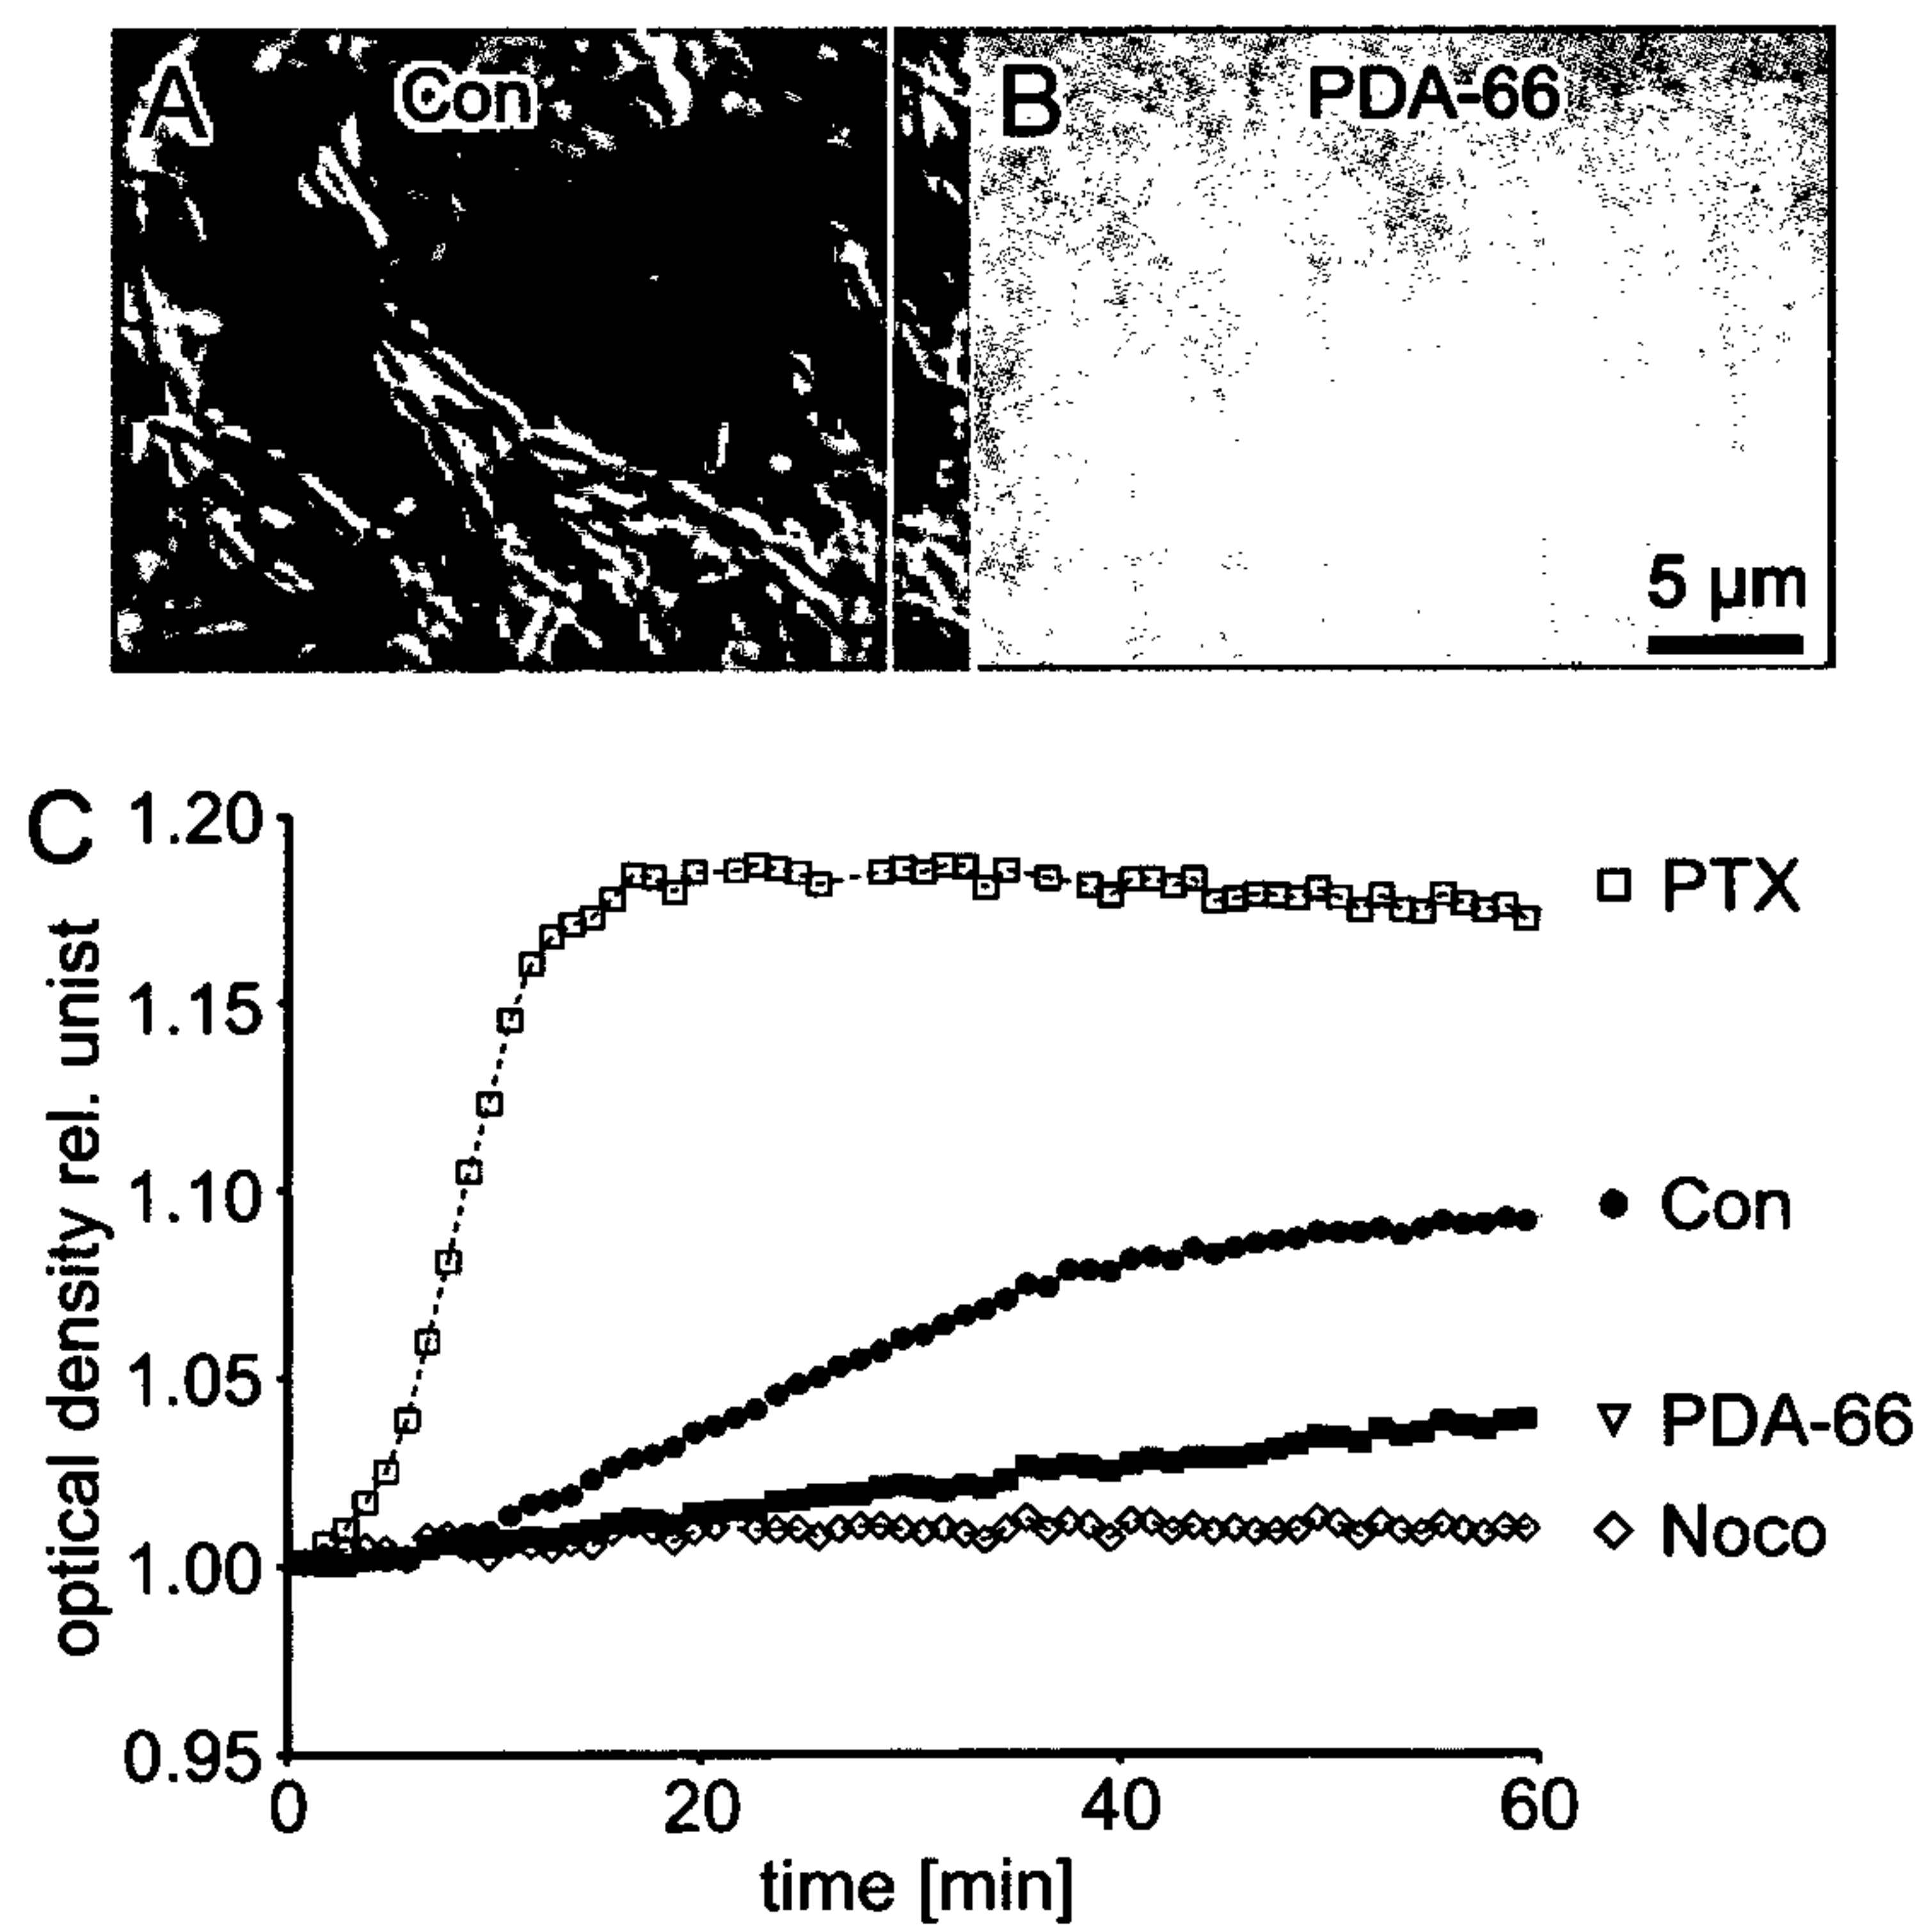 A Con B PDA-66
5 µm
C
optical density rel. unist
1.20
1.15
1.10
1.05
1.00
0.95
0 20 40 60
time [min]
PTX
Con
PDA-66
Noco